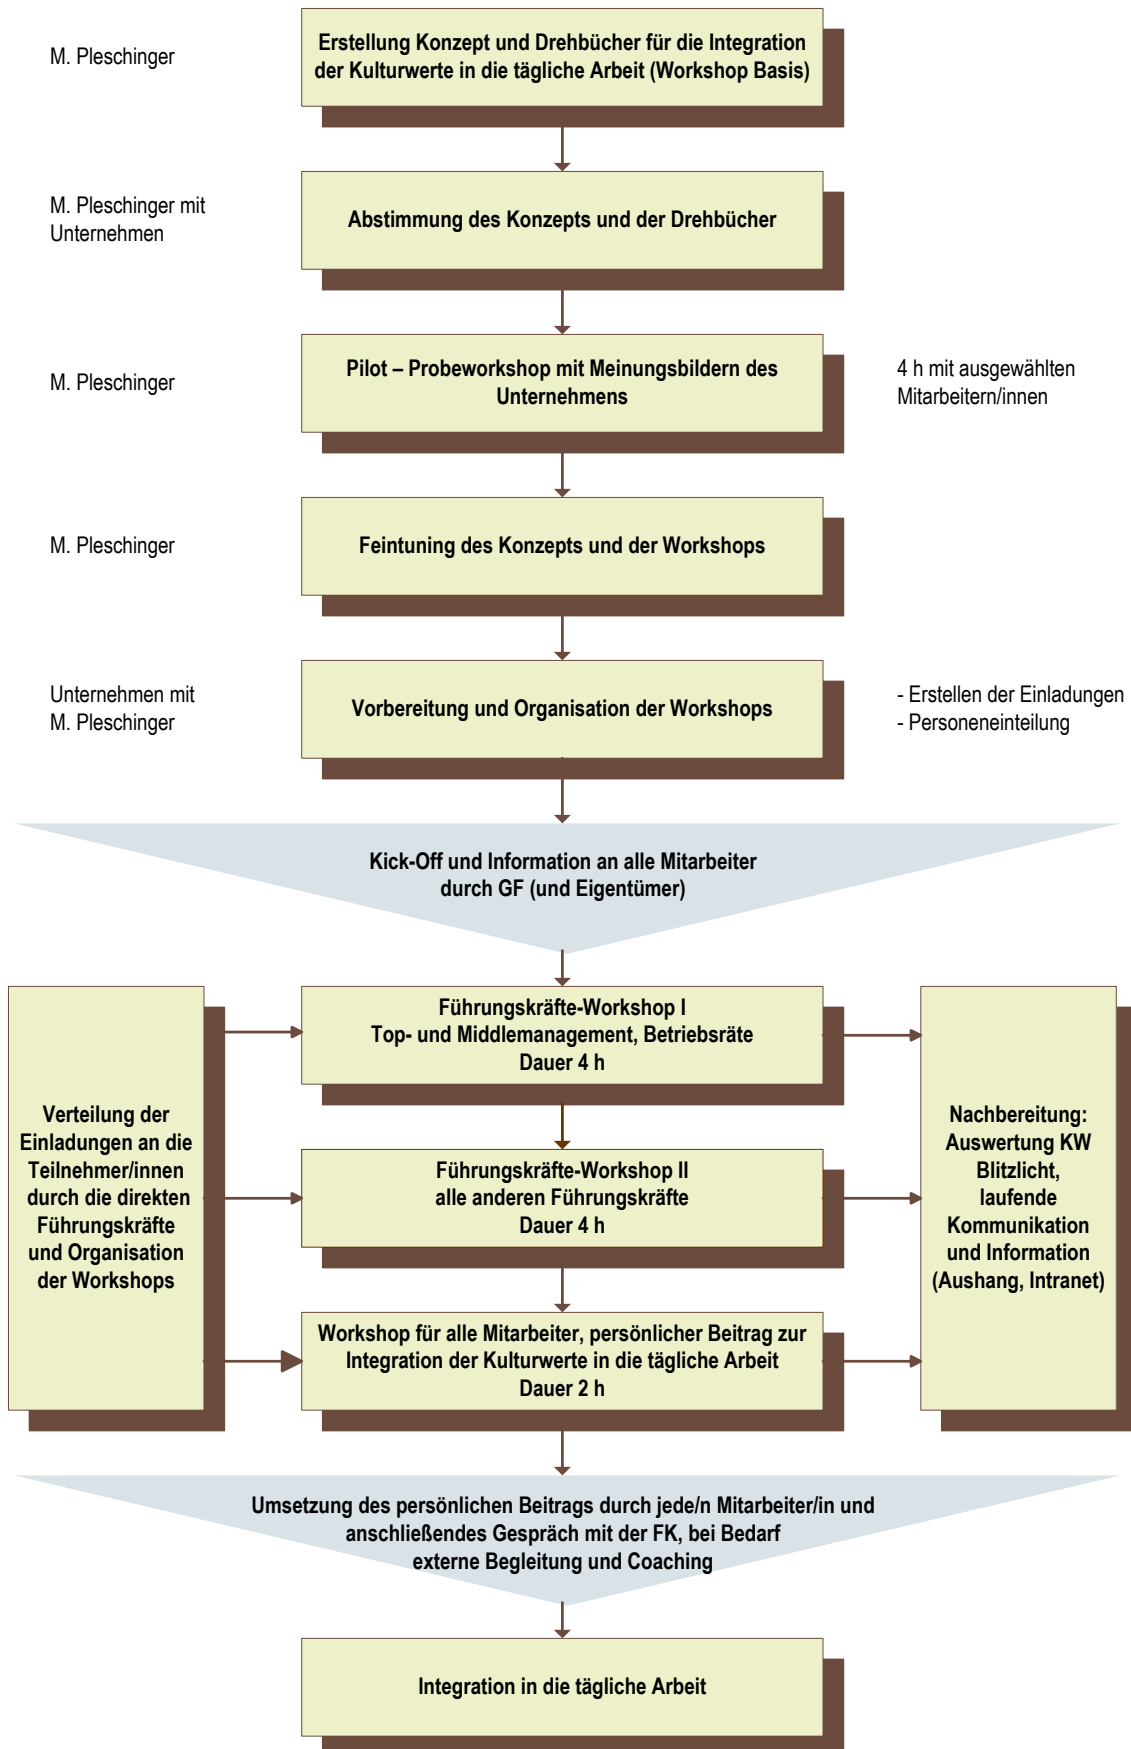 M. Pleschinger
Erstellung Konzept und Drehbücher für die Integration
der Kulturwerte in die tägliche Arbeit (Workshop Basis)
M. Pleschinger mit
Unternehmen
Abstimmung des Konzepts und der Drehbücher
M. Pleschinger
Pilot – Probeworkshop mit Meinungsbildern des
Unternehmens
4 h mit ausgewählten
Mitarbeitern/innen
M. Pleschinger
Feintuning des Konzepts und der Workshops
Unternehmen mit
M. Pleschinger
Vorbereitung und Organisation der Workshops
- Erstellen der Einladungen
- Personeneinteilung
Kick-Off und Information an alle Mitarbeiter
durch GF (und Eigentümer)
Verteilung der
Einladungen an die
Teilnehmer/innen
durch die direkten
Führungskräfte
und Organisation
der Workshops
Führungskräfte-Workshop I
Top- und Middlemanagement, Betriebsräte
Dauer 4 h
Führungskräfte-Workshop II
alle anderen Führungskräfte
Dauer 4 h
Workshop für alle Mitarbeiter, persönlicher Beitrag zur
Integration der Kulturwerte in die tägliche Arbeit
Dauer 2 h
Nachbereitung:
Auswertung KW
Blitzlicht,
laufende
Kommunikation
und Information
(Aushang, Intranet)
Umsetzung des persönlichen Beitrags durch jede/n Mitarbeiter/in und
anschließendes Gespräch mit der FK, bei Bedarf
externe Begleitung und Coaching
Integration in die tägliche Arbeit